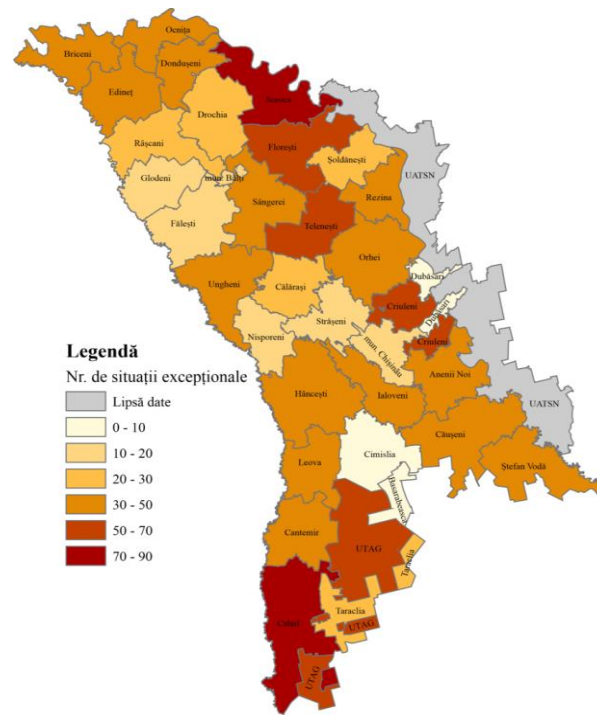 Ocnița
Briceni
Dondușeni
Edineț
Soroca
Drochia
Râșcani
Florești
Șoldănești
UATSN
Glodeni
mun. Bălți
Sângerei
Rezina
Fălești
Telenești
Orhei
Ungheni
Călărași
Dubăsari
Criuleni
Dubăsari
Strășeni
Nisporeni
mun. Chișinău
Criuleni
Anenii Noi
Legendă
Nr. de situații excepționale
Lipsă date
0 - 10
10 - 20
20 - 30
30 - 50
50 - 70
70 - 90
Hâncești
Ialoveni
UATSN
Căușeni
Cimislia
Ștefan Vodă
Leova
Basarabeasca
Cantemir
UTAG
Taraclia
Cahul
Taraclia
UTAG
UTAG